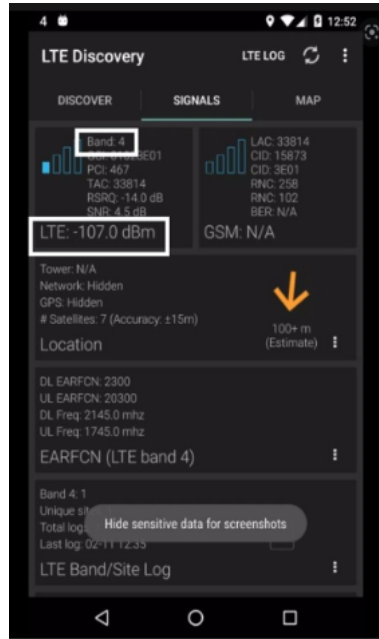 4 12:52
LTE Discovery LTE LOG
DISCOVER SIGNALS MAP
Band: 4
PCI: 467
TAC: 33814
RSRQ: -14.0 dB
SNR: 4.5 dB
LTE: -107.0 dBm
LAC: 33814
CID: 15873
CID: 3E01
RNC: 258
RNC: 102
BER: N/A
GSM: N/A
Tower: N/A
Network: Hidden
GPS: Hidden
# Satellites: 7 (Accuracy: ±15m)
Location
100+ m
(Estimate)
DL EARFCN: 2300
UL EARFCN: 20300
DL Freq: 2145.0 mhz
UL Freq: 1745.0 mhz
EARFCN (LTE band 4)
Band 4: 1
Unique
Total log
Hide sensitive data for screenshots
Last log: 02-11 12:35
LTE Band/Site Log